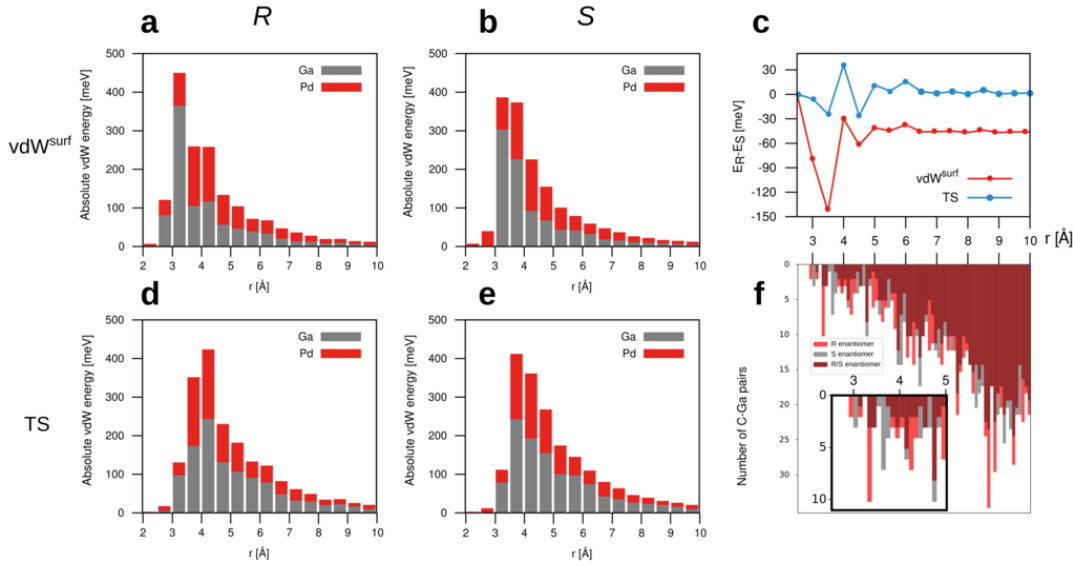 R
S
a
b
c
vdWsurf
500
400
300
200
100
0
Absolute vdW energy [meV]
Ga
Pd
2 3 4 5 6 7 8 9 10
r [Å]
500
400
300
200
100
0
Absolute vdW energy [meV]
Ga
Pd
2 3 4 5 6 7 8 9 10
r [Å]
30
0
-30
-60
-90
-120
-150
ER-ES [meV]
vdWsurf
TS
3 4 5 6 7 8 9 10 r [Å]
d
e
f
TS
500
400
300
200
100
0
Absolute vdW energy [meV]
Ga
Pd
2 3 4 5 6 7 8 9 10
r [Å]
500
400
300
200
100
0
Absolute vdW energy [meV]
Ga
Pd
2 3 4 5 6 7 8 9 10
r [Å]
0
5
10
15
20
25
30
Number of C-Ga pairs
R enantiomer
S enantiomer
R/S enantiomer
3 4 5
0
5
10